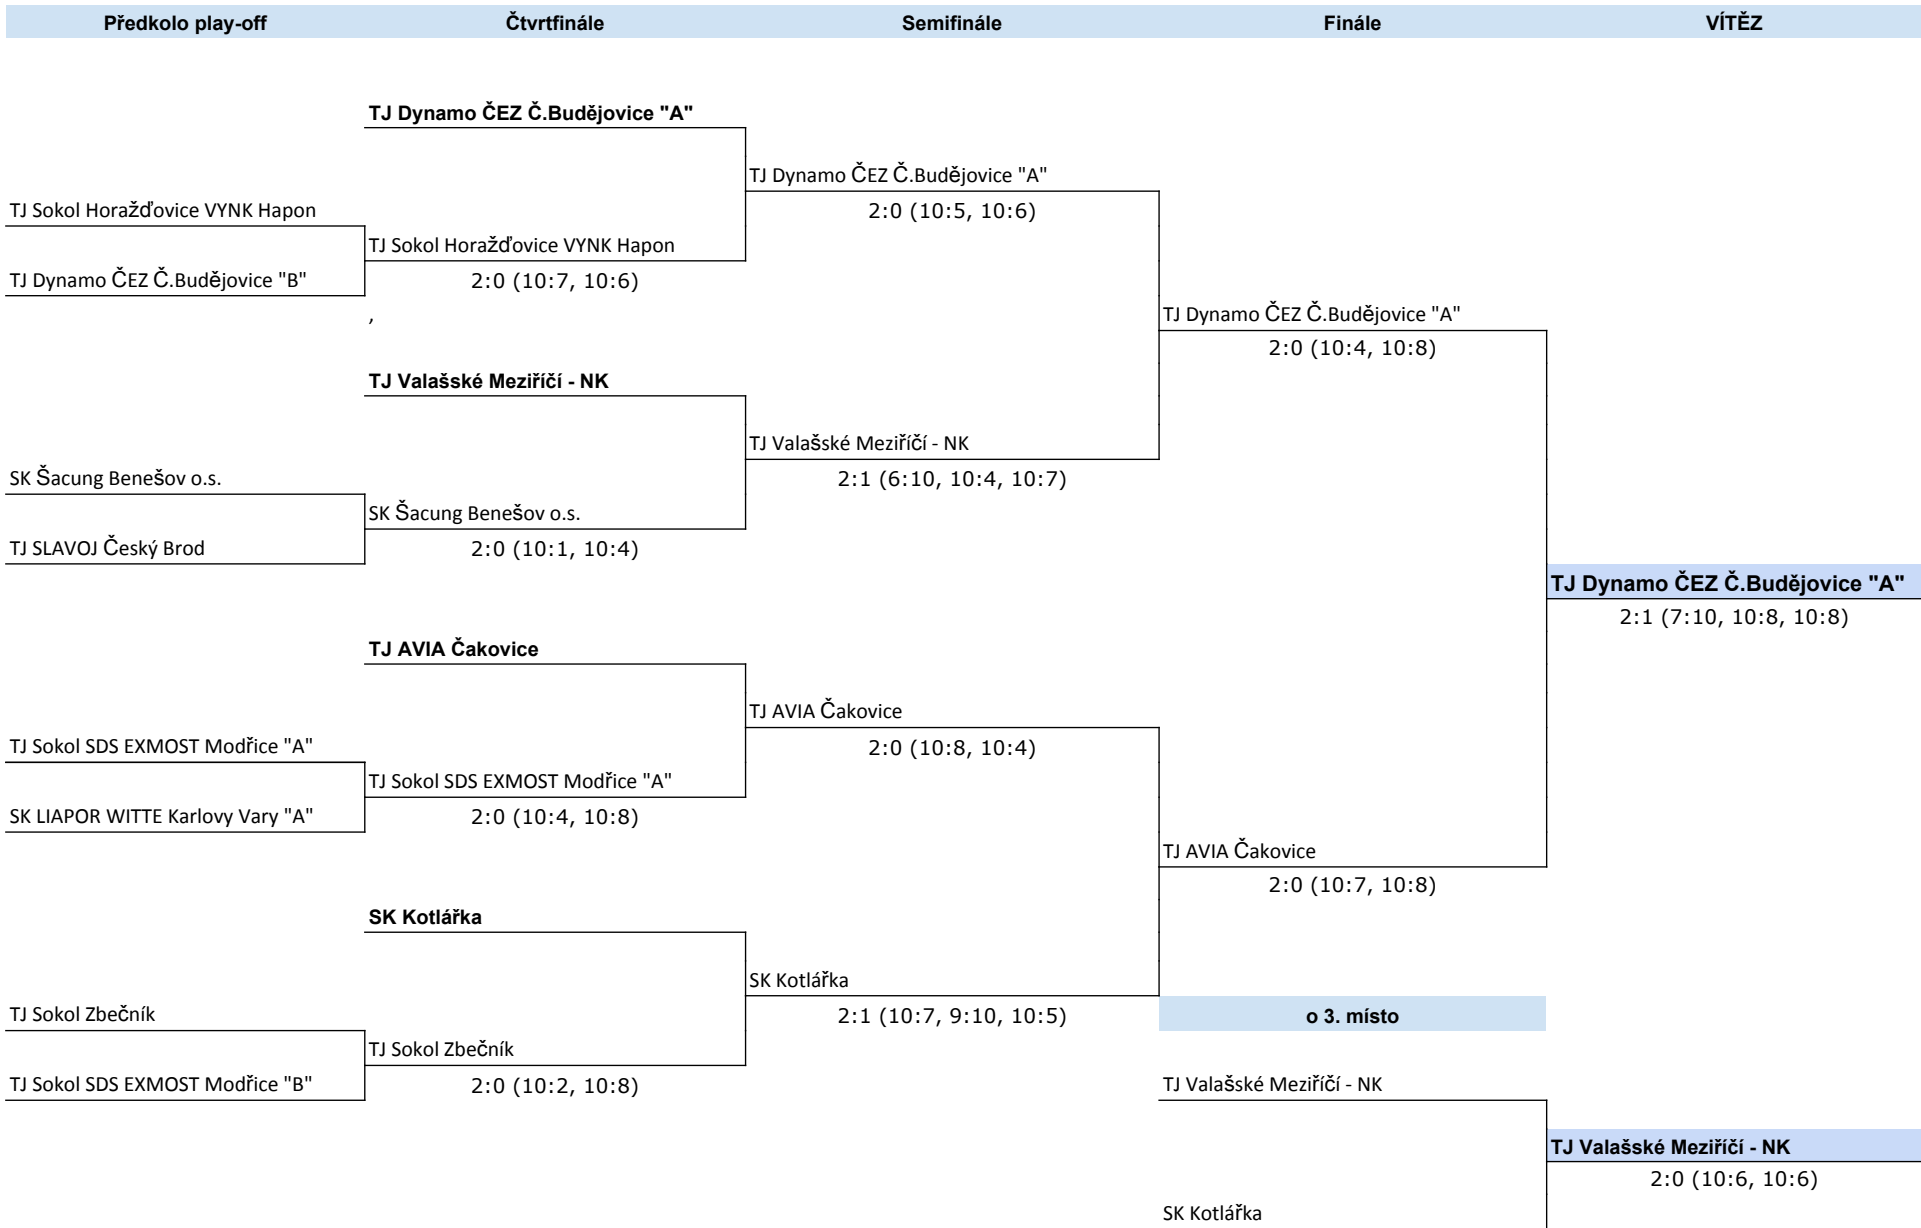 Předkolo play-off Čtvrtfinále Semifinále Finále VÍTĚZ
TJ Dynamo ČEZ Č.Budějovice "A"
TJ Dynamo ČEZ Č.Budějovice "A"
TJ Sokol Horažďovice VYNK Hapon 2:0 (10:5, 10:6)
TJ Sokol Horažďovice VYNK Hapon
TJ Dynamo ČEZ Č.Budějovice "B" 2:0 (10:7, 10:6)
, TJ Dynamo ČEZ Č.Budějovice "A"
2:0 (10:4, 10:8)
TJ Valašské Meziříčí - NK
TJ Valašské Meziříčí - NK
SK Šacung Benešov o.s. 2:1 (6:10, 10:4, 10:7)
SK Šacung Benešov o.s.
TJ SLAVOJ Český Brod 2:0 (10:1, 10:4)
TJ Dynamo ČEZ Č.Budějovice "A"
2:1 (7:10, 10:8, 10:8)
TJ AVIA Čakovice
TJ AVIA Čakovice
TJ Sokol SDS EXMOST Modřice "A" 2:0 (10:8, 10:4)
TJ Sokol SDS EXMOST Modřice "A"
SK LIAPOR WITTE Karlovy Vary "A" 2:0 (10:4, 10:8)
TJ AVIA Čakovice
2:0 (10:7, 10:8)
SK Kotlářka
SK Kotlářka
TJ Sokol Zbečník 2:1 (10:7, 9:10, 10:5) o 3. místo
TJ Sokol Zbečník
TJ Sokol SDS EXMOST Modřice "B" 2:0 (10:2, 10:8) TJ Valašské Meziříčí - NK
TJ Valašské Meziříčí - NK
2:0 (10:6, 10:6)
SK Kotlářka